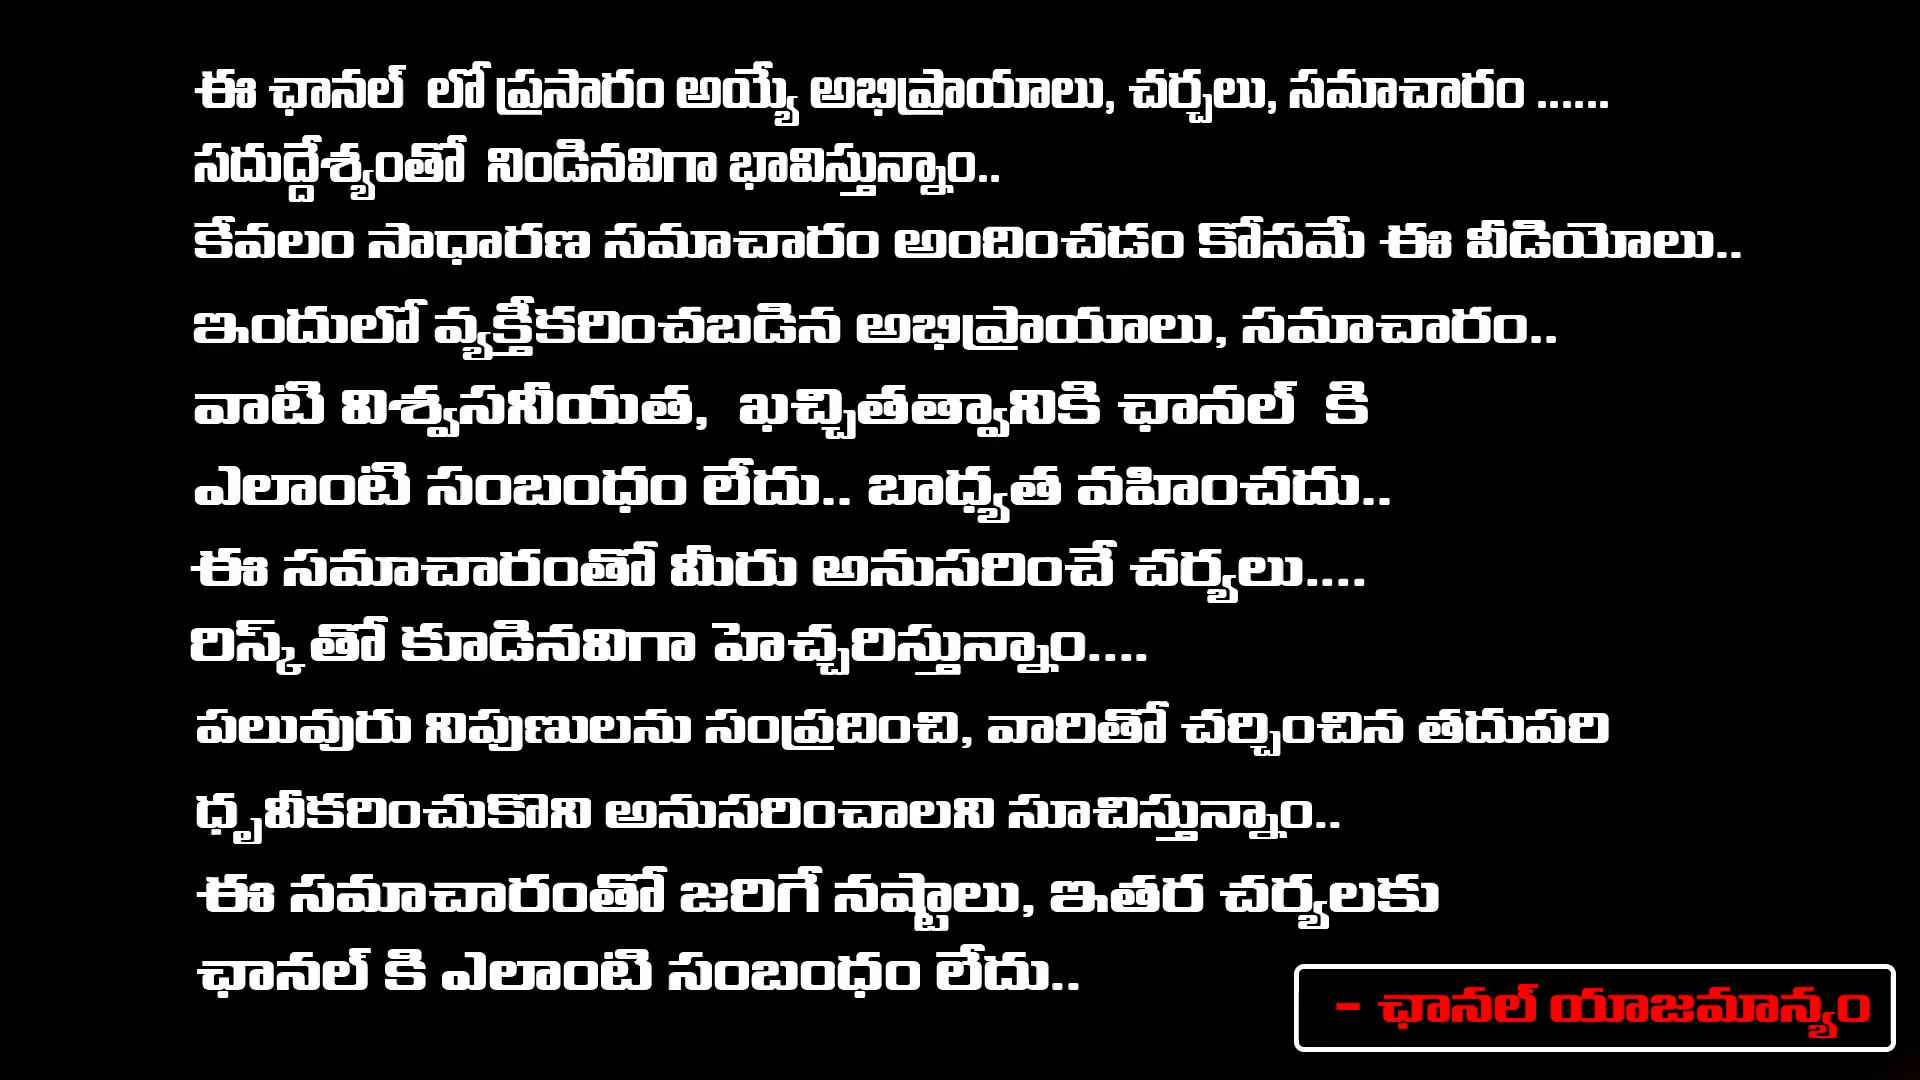 ఈ ఛానల్ లో ప్రసారం అయ్యే అభిప్రాయాలు, చర్చలు, సమాచారం ......
సదుద్దేశ్యంతో నిండినవిగా భావిస్తున్నాం..
కేవలం సాధారణ సమాచారం అందించడం కోసమే ఈ వీడియోలు..
ఇందులో వ్యక్తీకరించబడిన అభిప్రాయాలు, సమాచారం..
వాటి విశ్వసనీయత, ఖచ్చితత్వానికి ఛానల్ కి
ఎలాంటి సంబంధం లేదు.. బాధ్యత వహించదు..
ఈ సమాచారంతో మీరు అనుసరించే చర్యలు....
రిస్క్ తో కూడినవిగా హెచ్చరిస్తున్నాం....
పలువురు నిపుణులను సంప్రదించి, వారితో చర్చించిన తదుపరి
ధృవీకరించుకొని అనుసరించాలని సూచిస్తున్నాం..
ఈ సమాచారంతో జరిగే నష్టాలు, ఇతర చర్యలకు
ఛానల్ కి ఎలాంటి సంబంధం లేదు..
- ఛానల్ యాజమాన్యం